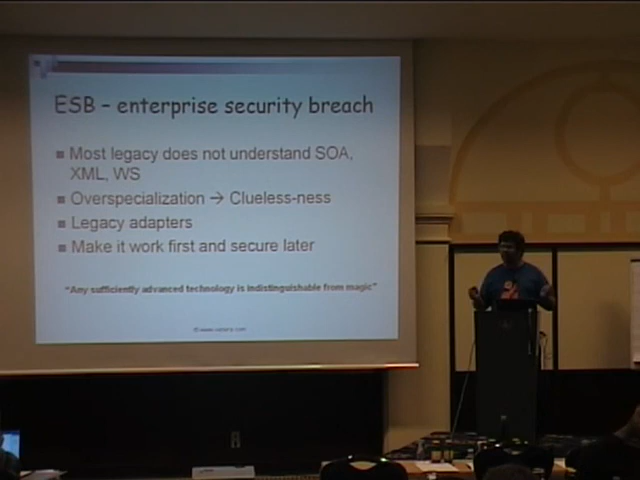 ESB – enterprise security breach
Most legacy does not understand SOA,
XML, WS
Overspecialization → Clueless-ness
Legacy adapters
Make it work first and secure later
"Any sufficiently advanced technology is indistinguishable from magic"